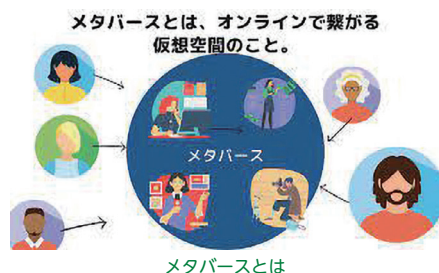 メタバースとは、オンラインで繋がる
仮想空間のこと。
メタバース
メタバースとは